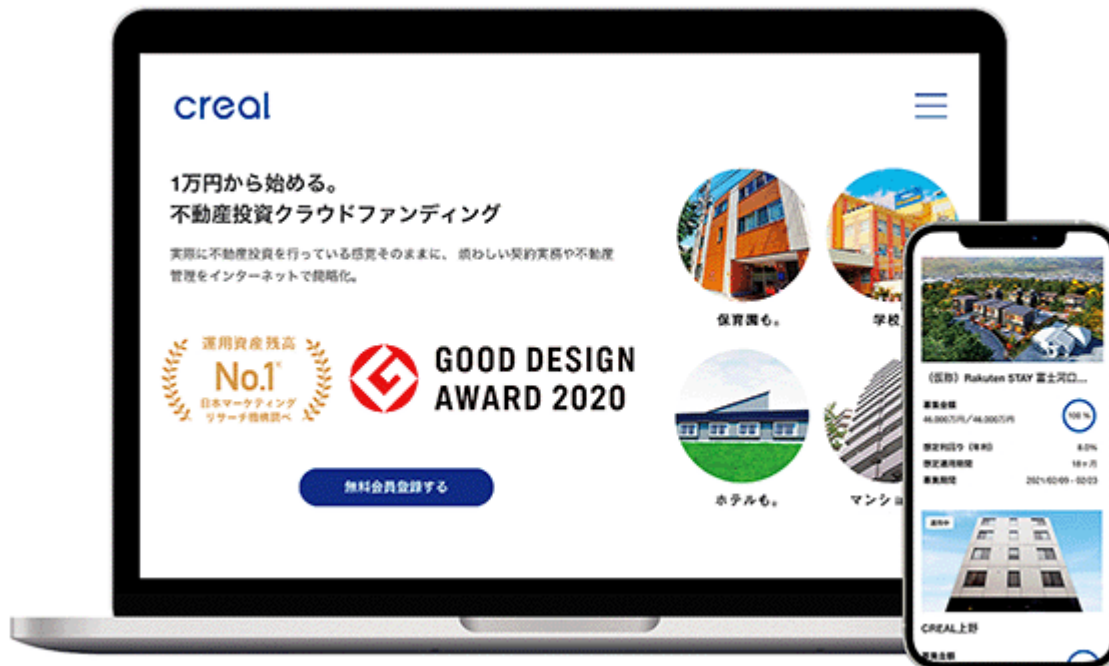 creal
1万円から始める。
不動産投資クラウドファンディング
実際に不動産投資を行っている感覚そのままに、 煩わしい契約実務や不動産
管理をインターネットで簡略化。
運用資産残高
No.1※
日本マーケティング
リサーチ機構調べ
GOOD DESIGN
AWARD 2020
無料会員登録する
保育園も。
学校
ホテルも。
マンショ
(仮称) Rakuten STAY 富士河口...
募集金額
46,000万円/46,000万円
100 %
想定利回り (年利)
8.0%
想定運用期間
18ヶ月
募集期間
2021/02/09 - 02/23
運用中
CREAL上野
募集金額